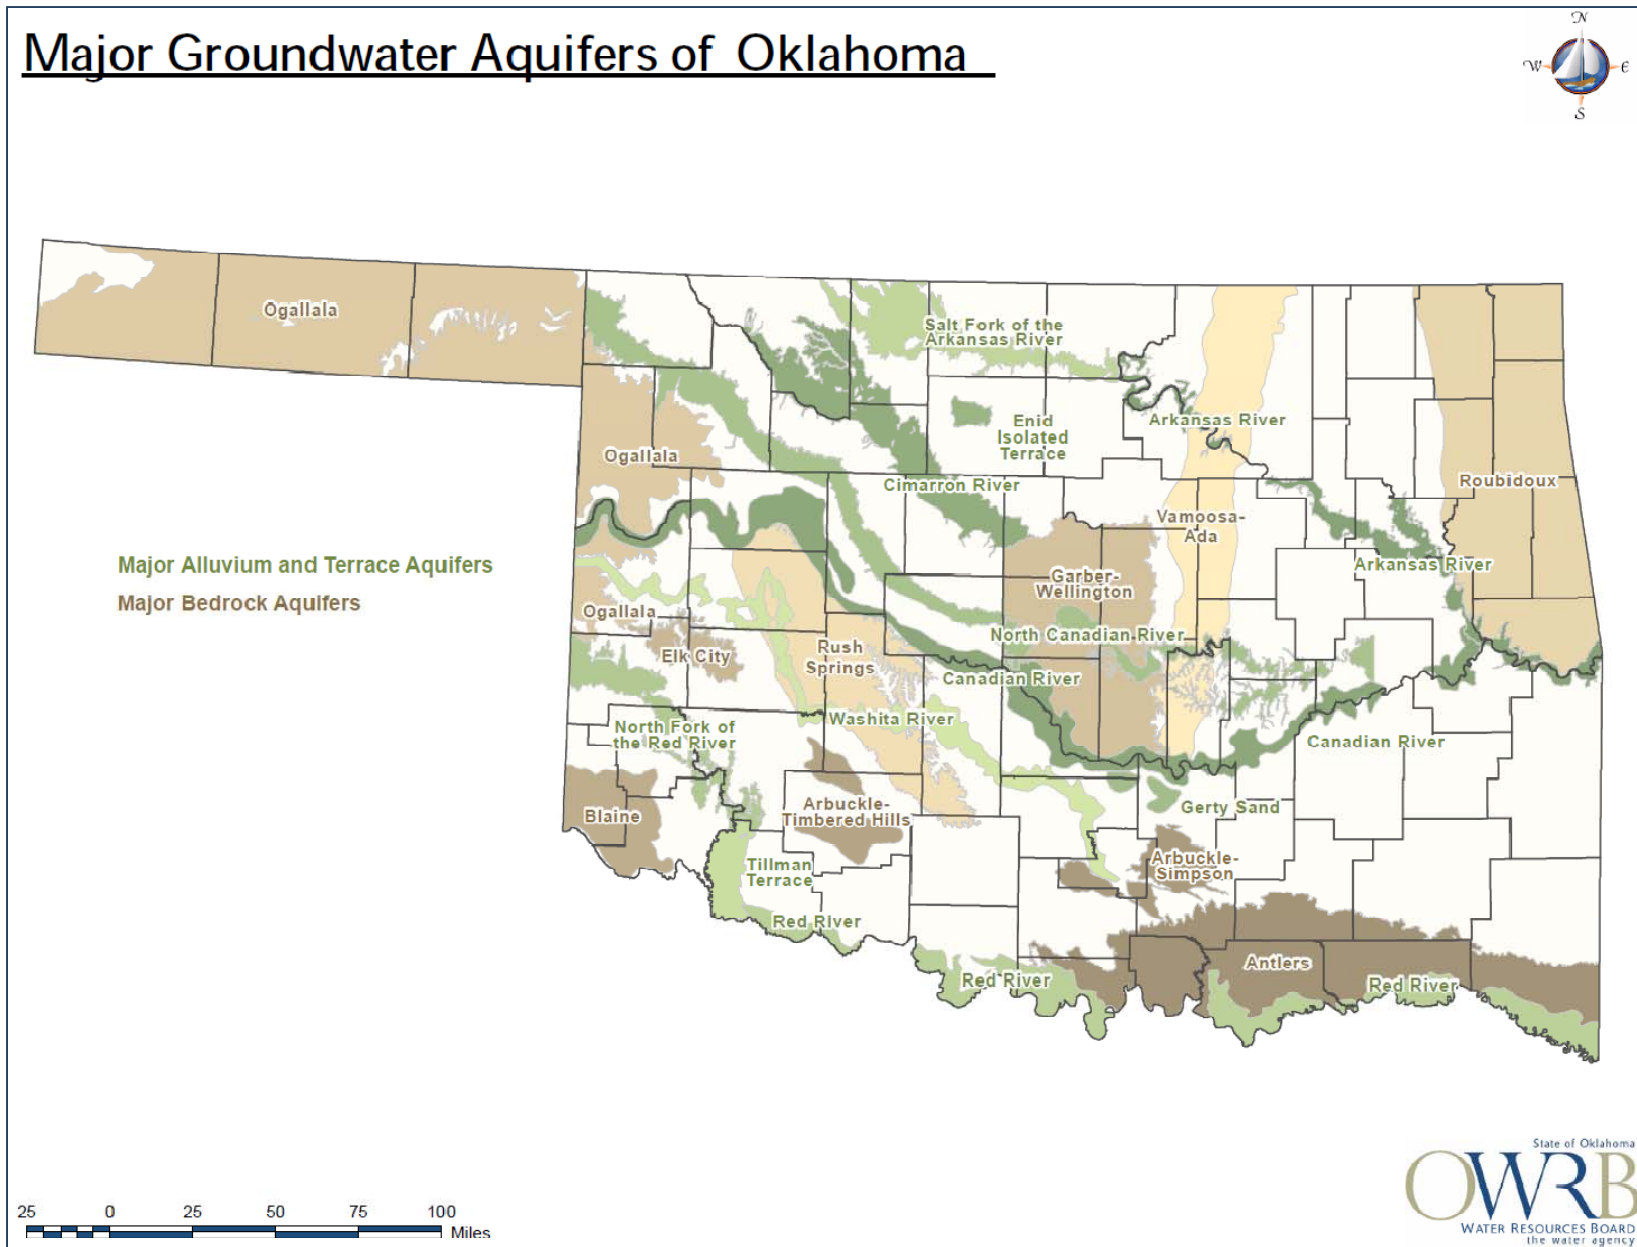 Major Groundwater Aquifers of Oklahoma
N
W
E
S
Ogallala
Salt Fork of the
Arkansas River
Enid
Isolated
Terrace
Arkansas River
Ogallala
Cimarron River
Roubidoux
Vamoosa-
Ada
Major Alluvium and Terrace Aquifers
Major Bedrock Aquifers
Arkansas River
Garber-
Wellington
Ogallala
North Canadian River
Elk City
Rush
Springs
Canadian River
Washita River
North Fork of
the Red River
Canadian River
Blaine
Arbuckle-
Timbered Hills
Gerty Sand
Arbuckle-
Simpson
Tillman
Terrace
Red River
Antlers
Red River
Red River
State of Oklahoma
OWRB
WATER RESOURCES BOARD
the water agency
25 0 25 50 75 100
Miles